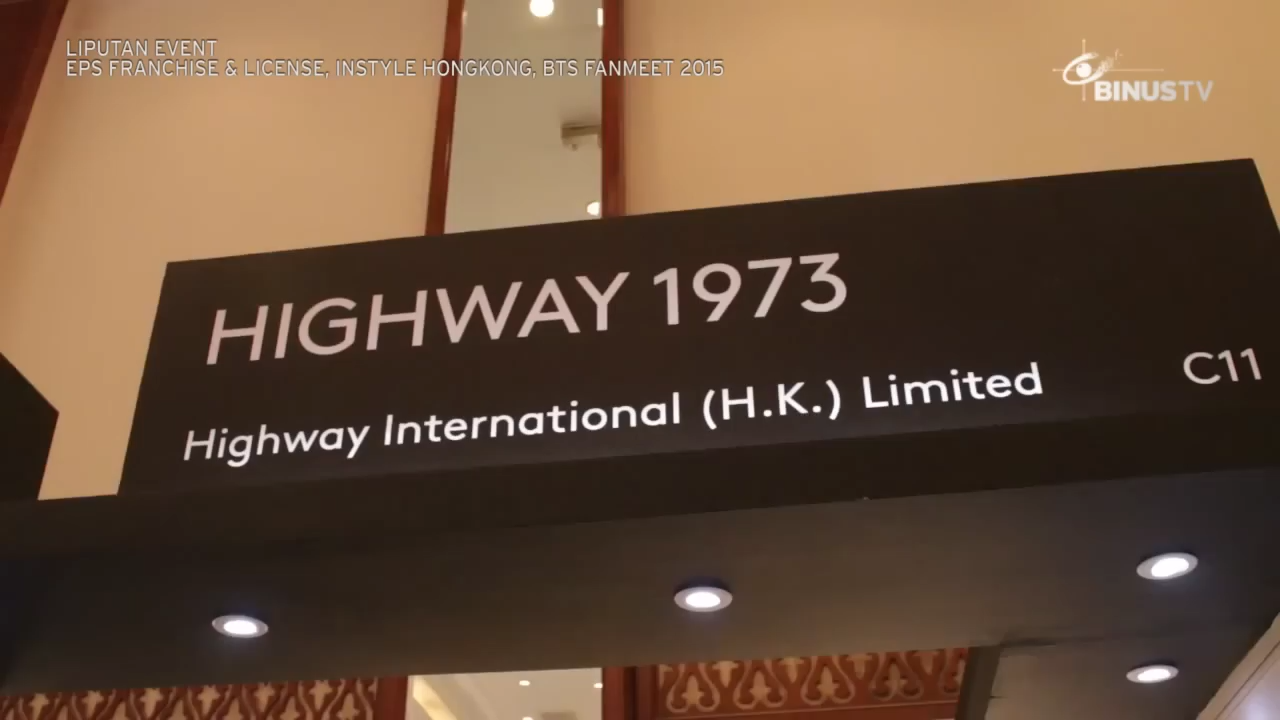 LIPUTAN EVENT
EPS FRANCHISE & LICENSE, INSTYLE HONGKONG, BTS FANMEET 2015
BINUSTV
HIGHWAY 1973
Highway International (H.K.) Limited
C11